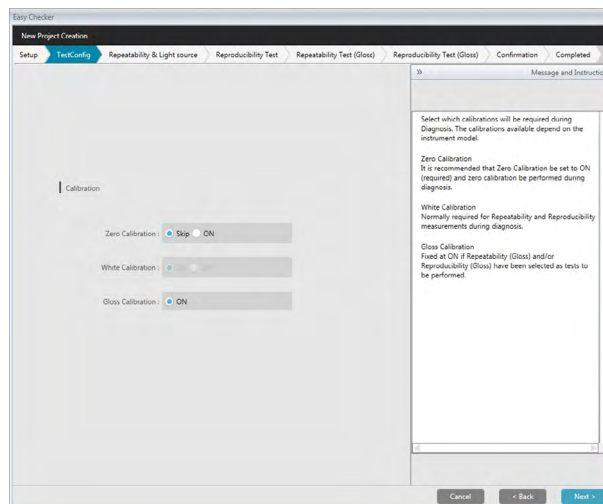 Easy Checker
New Project Creation
Setup TestConfig Repeatability & Light source Reproducibility Test Repeatability Test (Gloss) Reproducibility Test (Gloss) Confirmation Completed
» Message and Instructio
Select which calibrations will be required during
Diagnosis. The calibrations available depend on the
instrument model.
Zero Calibration
It is recommended that Zero Calibration be set to ON
(required) and zero calibration be performed during
diagnosis.
White Calibration
Normally required for Repeatability and Reproducibility
measurements during diagnosis.
Gloss Calibration
Fixed at ON if Repeatability (Gloss) and/or
Reproducibility (Gloss) have been selected as tests to
be performed.
Calibration
Zero Calibration : Skip ON
White Calibration :
Gloss Calibration : ON
Cancel < Back Next >